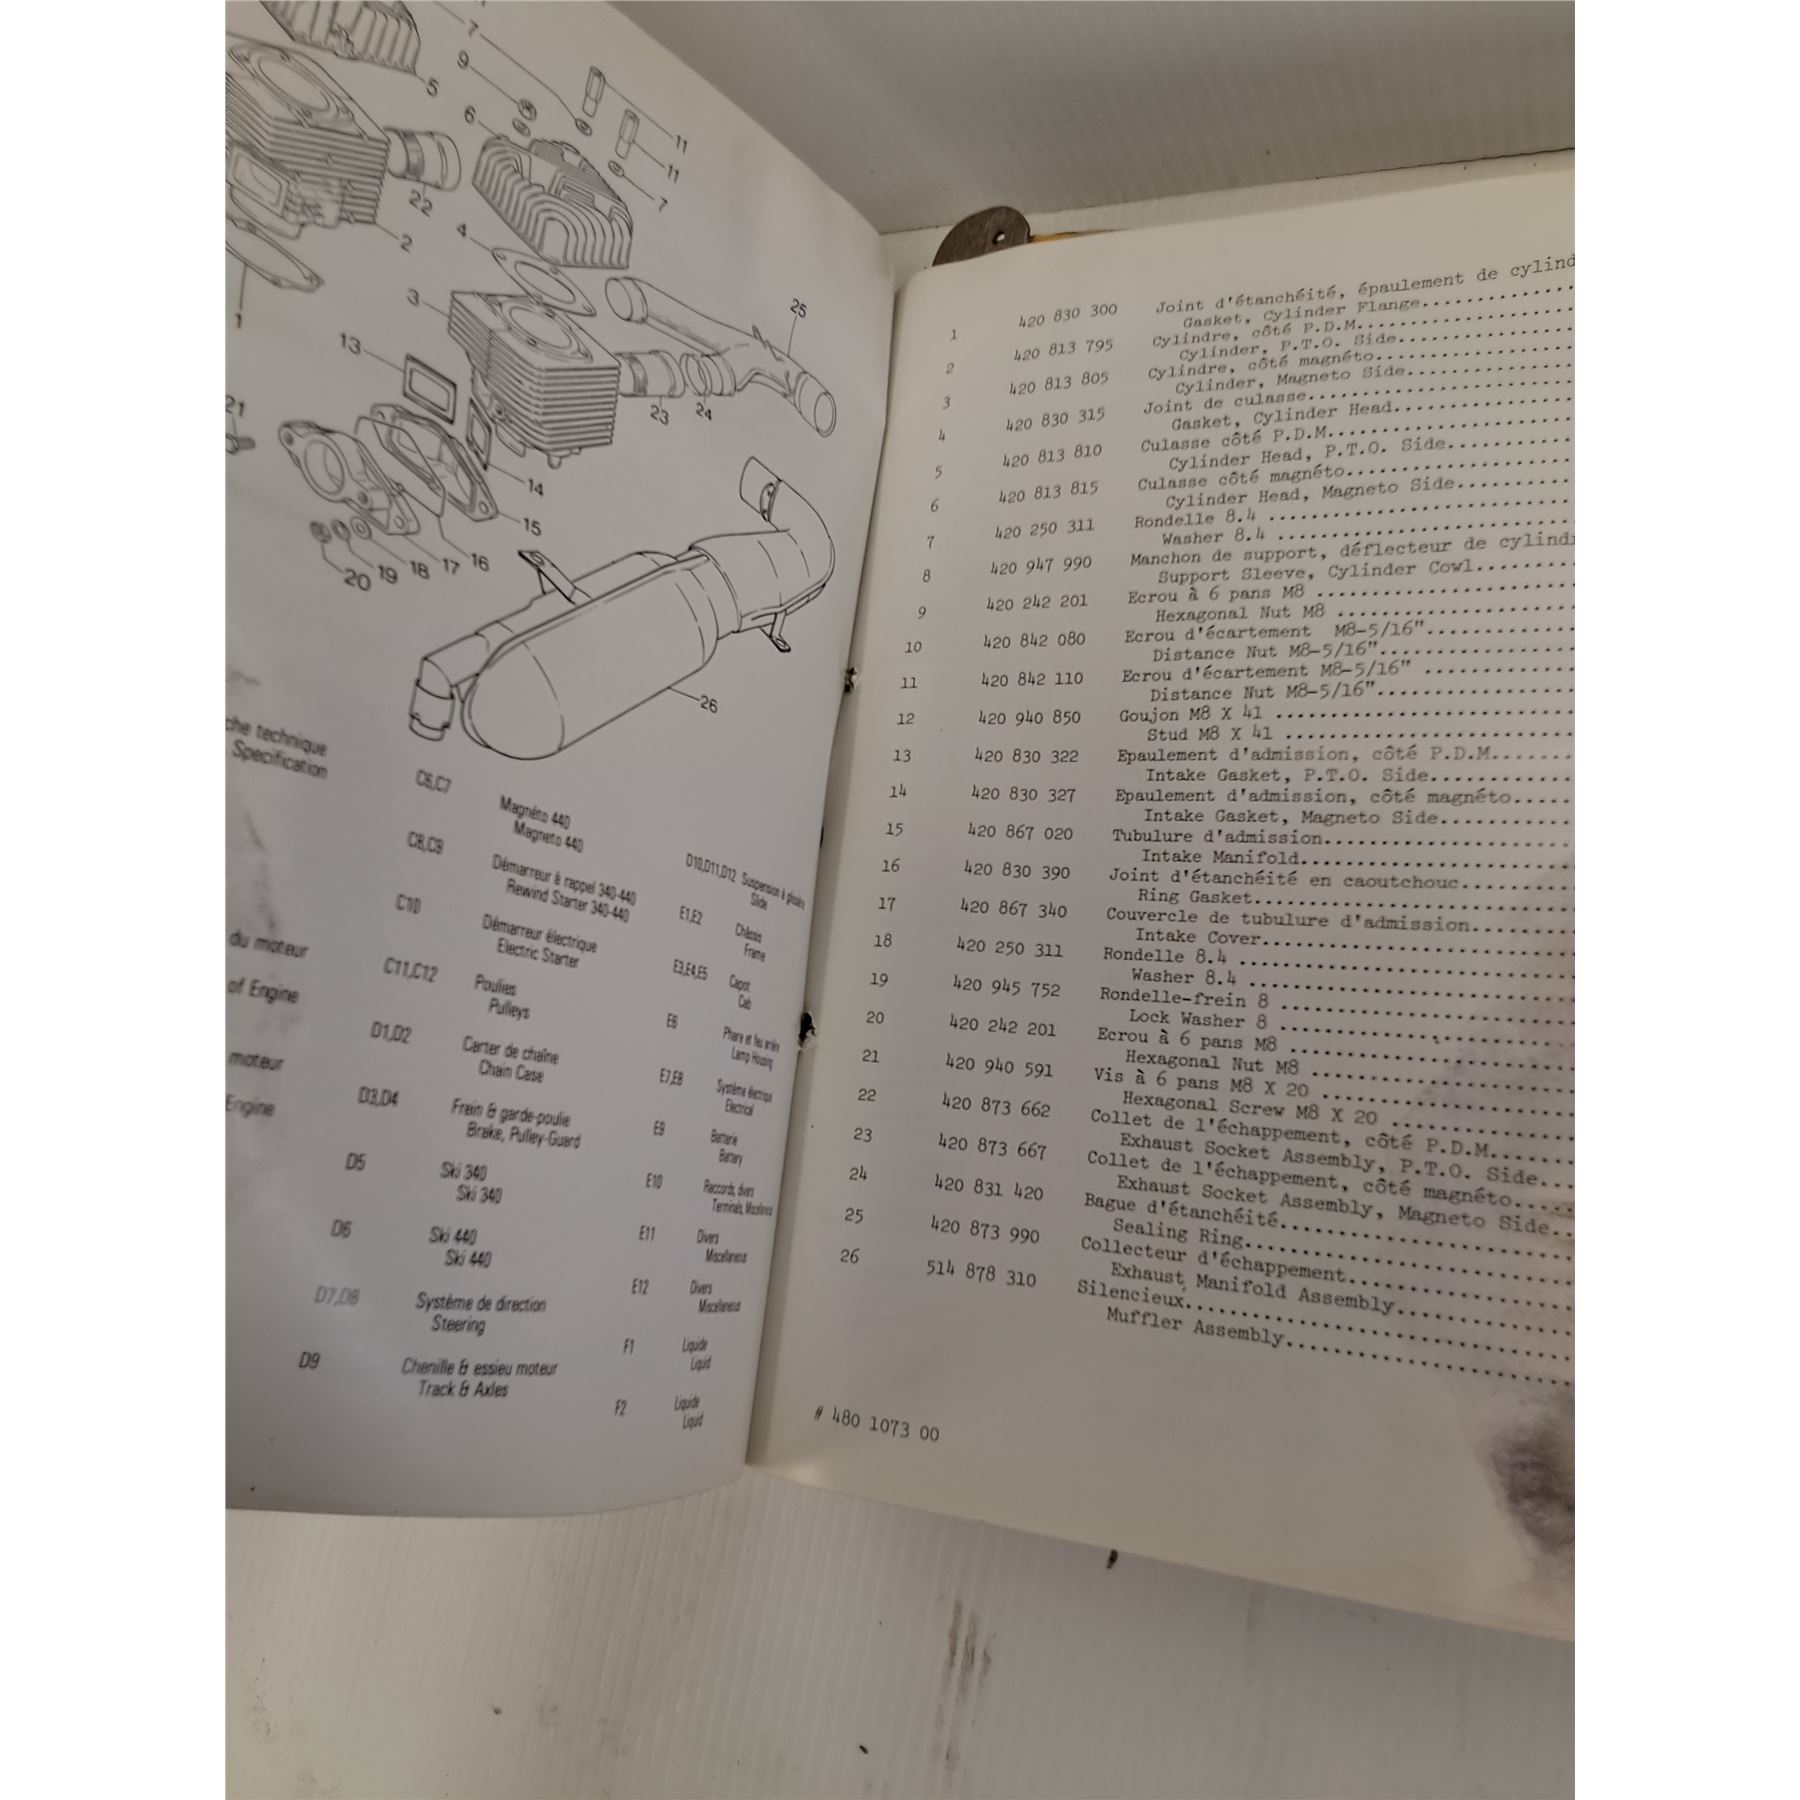 7
9
5
6
11
11
7
22
2
4
3
1
25
13
21
23
24
14
15
16
17
18
19
20
26
che technique
Specification
du moteur
of Engine
moteur
Engine
C6,C7 Magnéto 440
Magneto 440
C8,C9 Démarreur à rappel 340-440
Rewind Starter 340-440
C10 Démarreur électrique
Electric Starter
C11,C12 Poulies
Pulleys
D1,D2 Carter de chaîne
Chain Case
D3,D4 Frein & garde-poulie
Brake, Pulley-Guard
D5 Ski 340
Ski 340
D6 Ski 440
Ski 440
D7,D8 Système de direction
Steering
D9 Chenille & essieu moteur
Track & Axles
D10,D11,D12 Suspension à glissière
Slide
E1,E2 Châssis
Frame
E3,E4,E5 Capot
Cab
E6 Phare et feu arrière
Lamp Housing
E7,E8 Système électrique
Electrical
E9 Batterie
Battery
E10 Raccords, divers
Terminals, Miscellaneous
E11 Divers
Miscellaneous
E12 Divers
Miscellaneous
F1 Liquide
Liquid
F2 Liquide
Liquid
1 420 830 300 Joint d'étanchéité, épaulement de cylind
Gasket, Cylinder Flange
2 420 813 795 Cylindre, côté P.D.M.
Cylinder, P.T.O. Side
3 420 813 805 Cylindre, côté magnéto
Cylinder, Magneto Side
4 420 830 315 Joint de culasse
Gasket, Cylinder Head
5 420 813 810 Culasse côté P.D.M.
Cylinder Head, P.T.O. Side
6 420 813 815 Culasse côté magnéto
Cylinder Head, Magneto Side
7 420 250 311 Rondelle 8.4
Washer 8.4
8 420 947 990 Manchon de support, déflecteur de cylind
Support Sleeve, Cylinder Cowl
9 420 242 201 Ecrou à 6 pans M8
Hexagonal Nut M8
10 420 842 080 Ecrou d'écartement M8-5/16"
Distance Nut M8-5/16"
11 420 842 110 Ecrou d'écartement M8-5/16"
Distance Nut M8-5/16"
12 420 940 850 Goujon M8 X 41
Stud M8 X 41
13 420 830 322 Epaulement d'admission, côté P.D.M.
Intake Gasket, P.T.O. Side
14 420 830 327 Epaulement d'admission, côté magnéto
Intake Gasket, Magneto Side
15 420 867 020 Tubulure d'admission
Intake Manifold
16 420 830 390 Joint d'étanchéité en caoutchouc
Ring Gasket
17 420 867 340 Couvercle de tubulure d'admission
Intake Cover
18 420 250 311 Rondelle 8.4
Washer 8.4
19 420 945 752 Rondelle-frein 8
Lock Washer 8
20 420 242 201 Ecrou à 6 pans M8
Hexagonal Nut M8
21 420 940 591 Vis à 6 pans M8 X 20
Hexagonal Screw M8 X 20
22 420 873 662 Collet de l'échappement, côté P.D.M.
Exhaust Socket Assembly, P.T.O. Side
23 420 873 667 Collet de l'échappement, côté magnéto
Exhaust Socket Assembly, Magneto Side
24 420 831 420 Bague d'étanchéité
Sealing Ring
25 420 873 990 Collecteur d'échappement
Exhaust Manifold Assembly
26 514 878 310 Silencieux
Muffler Assembly
# 480 1073 00